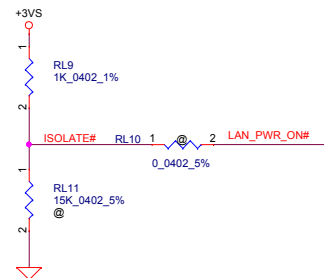 +3VS
1
RL9
1K_0402_1%
2
ISOLATE# RL10 1 @ 2 LAN_PWR_ON#
0_0402_5%
1
RL11
15K_0402_5%
@
2